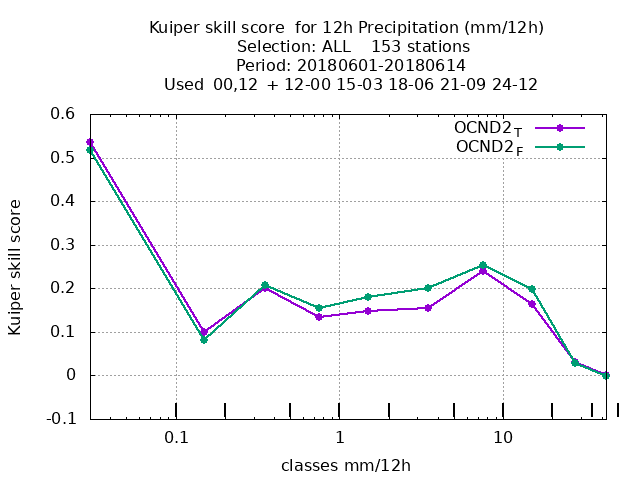 Kuiper skill score  for 12h Precipitation (mm/12h)
Selection: ALL    153 stations
Period: 20180601-20180614
Used  00,12  + 12-00 15-03 18-06 21-09 24-12
OCND2T
OCND2F
0.6
0.5
0.4
0.3
0.2
0.1
0
-0.1
Kuiper skill score
0.1 1 10
classes mm/12h